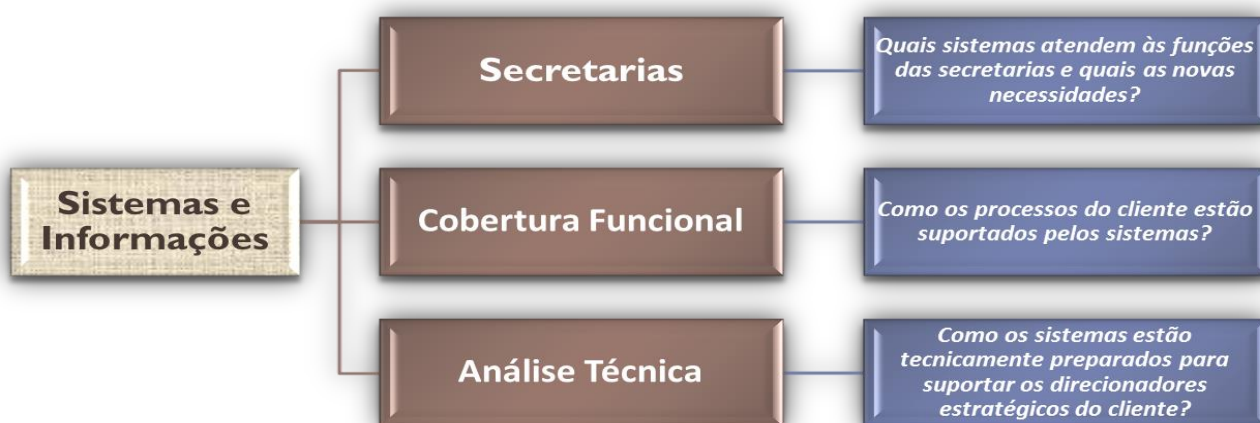 Sistemas e
Informações
Secretarias
Quais sistemas atendem às funções
das secretarias e quais as novas
necessidades?
Cobertura Funcional
Como os processos do cliente estão
suportados pelos sistemas?
Análise Técnica
Como os sistemas estão
tecnicamente preparados para
suportar os direcionadores
estratégicos do cliente?